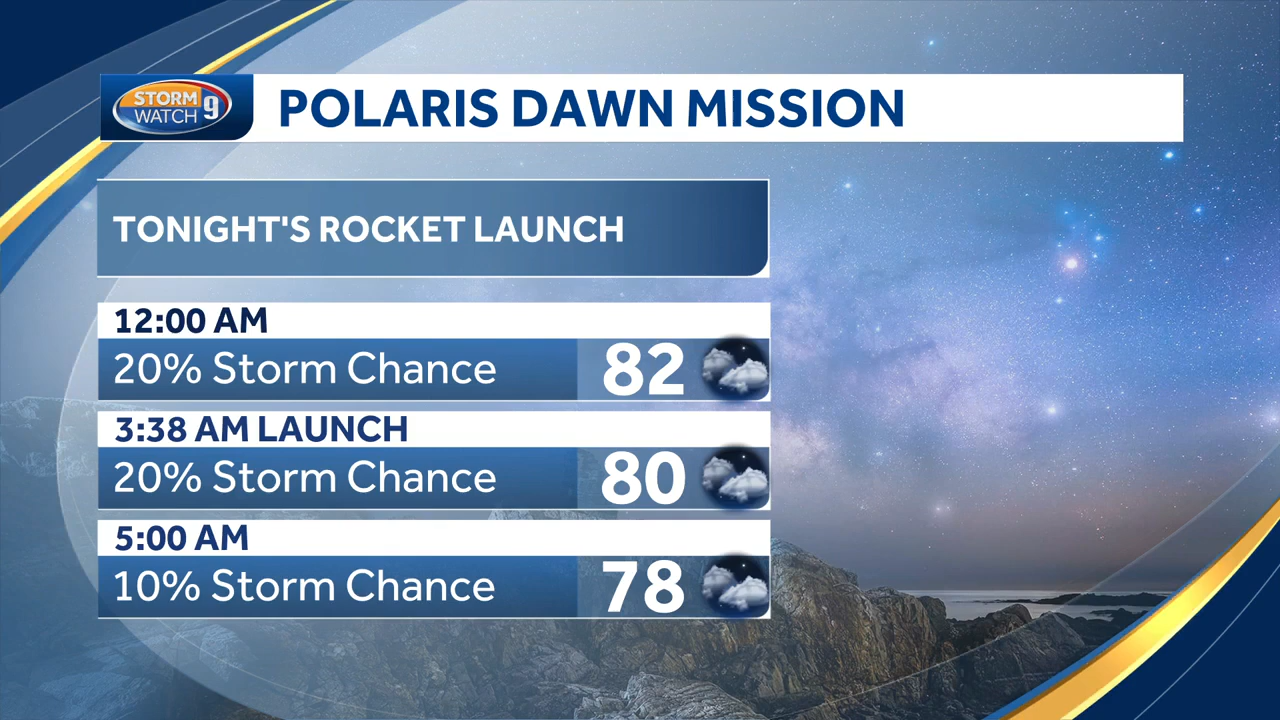 STORM
WATCH 9
POLARIS DAWN MISSION
TONIGHT'S ROCKET LAUNCH
12:00 AM
20% Storm Chance 82
3:38 AM LAUNCH
20% Storm Chance 80
5:00 AM
10% Storm Chance 78